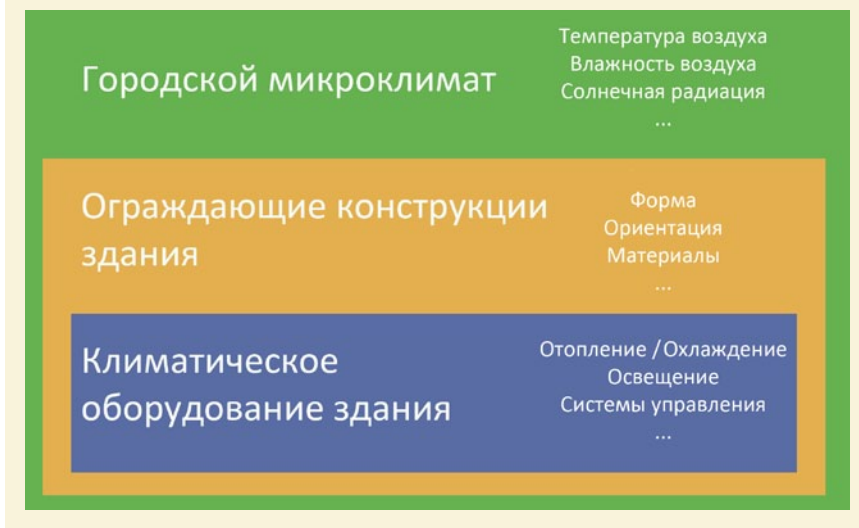 Городской микроклимат
Температура воздуха
Влажность воздуха
Солнечная радиация
...
Ограждающие конструкции
здания
Форма
Ориентация
Материалы
...
Климатическое
оборудование здания
Отопление /Охлаждение
Освещение
Системы управления
...